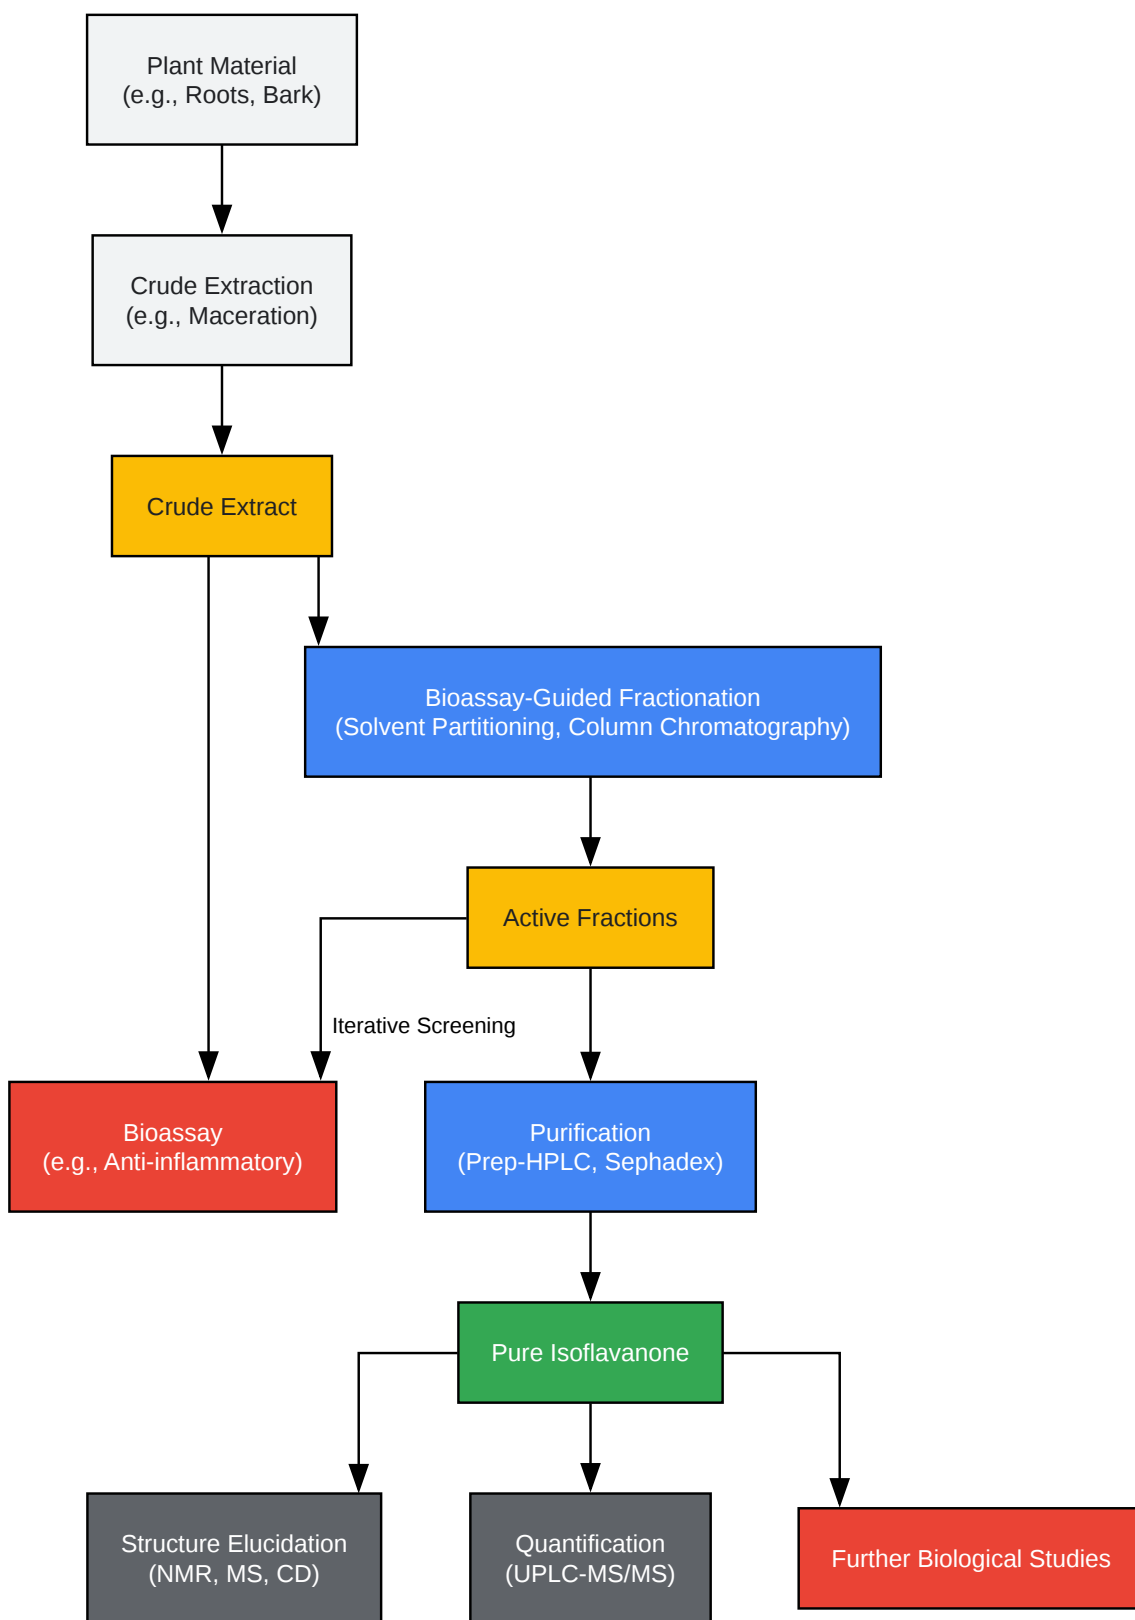 Plant Material
(e.g., Roots, Bark)
Crude Extraction
(e.g., Maceration)
Crude Extract
Bioassay-Guided Fractionation
(Solvent Partitioning, Column Chromatography)
Active Fractions
Iterative Screening
Bioassay
(e.g., Anti-inflammatory)
Purification
(Prep-HPLC, Sephadex)
Pure Isoflavanone
Structure Elucidation
(NMR, MS, CD)
Quantification
(UPLC-MS/MS)
Further Biological Studies